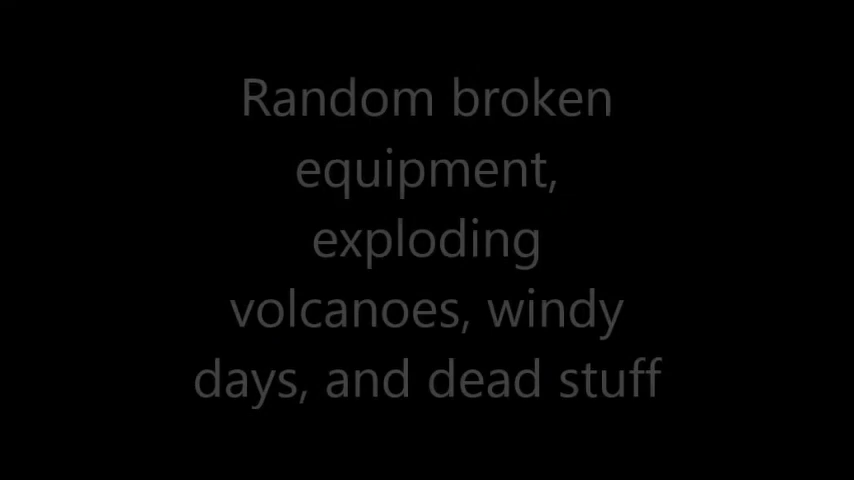 Random broken
equipment,
exploding
volcanoes, windy
days, and dead stuff